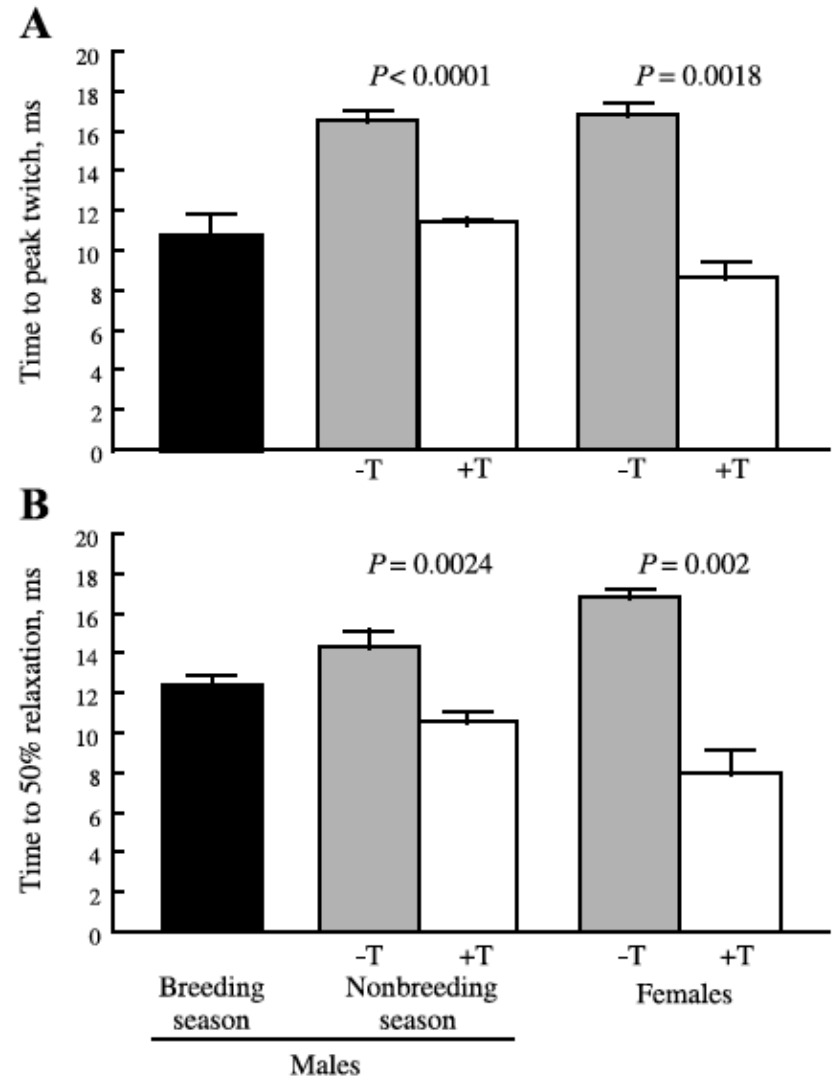 A
Time to peak twitch, ms
20
18
16
14
12
10
8
6
4
2
0
P< 0.0001
P = 0.0018
-T
+T
-T
+T
B
Time to 50% relaxation, ms
20
18
16
14
12
10
8
6
4
2
0
P = 0.0024
P = 0.002
-T
+T
-T
+T
Breeding
season
Nonbreeding
season
Females
Males